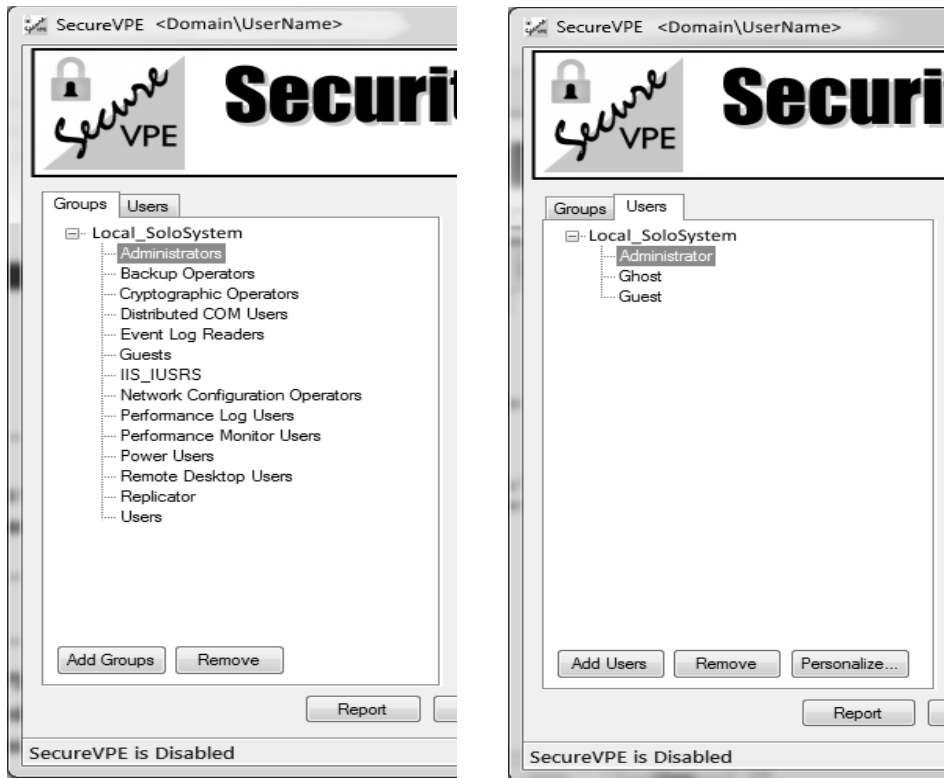 SecureVPE <Domain\UserName>
Secure
VPE
Securit
Groups Users
Local_SoloSystem
Administrators
Backup Operators
Cryptographic Operators
Distributed COM Users
Event Log Readers
Guests
IIS_IUSRS
Network Configuration Operators
Performance Log Users
Performance Monitor Users
Power Users
Remote Desktop Users
Replicator
Users
Add Groups Remove
Report
SecureVPE is Disabled
SecureVPE <Domain\UserName>
Secure
VPE
Securi
Groups Users
Local_SoloSystem
Administrator
Ghost
Guest
Add Users Remove Personalize...
Report
SecureVPE is Disabled